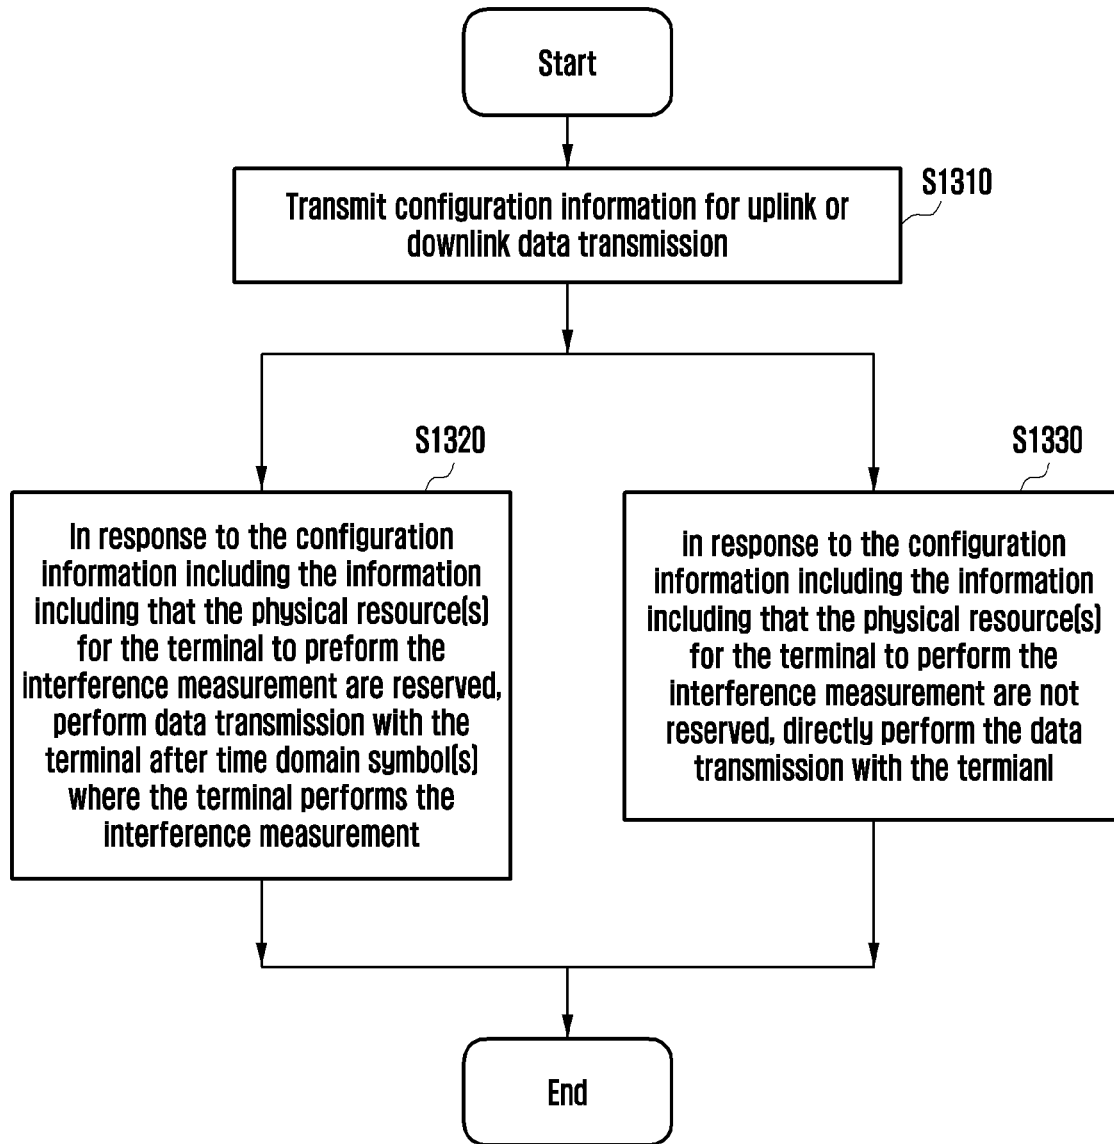 Start
S1310
Transmit configuration information for uplink or
downlink data transmission
S1320
In response to the configuration
information including the information
including that the physical resource(s)
for the terminal to preform the
interference measurement are reserved,
perform data transmission with the
terminal after time domain symbol(s)
where the terminal performs the
interference measurement
S1330
in response to the configuration
information including the information
including that the physical resource(s)
for the terminal to perform the
interference measurement are not
reserved, directly perform the data
transmission with the termianl
End